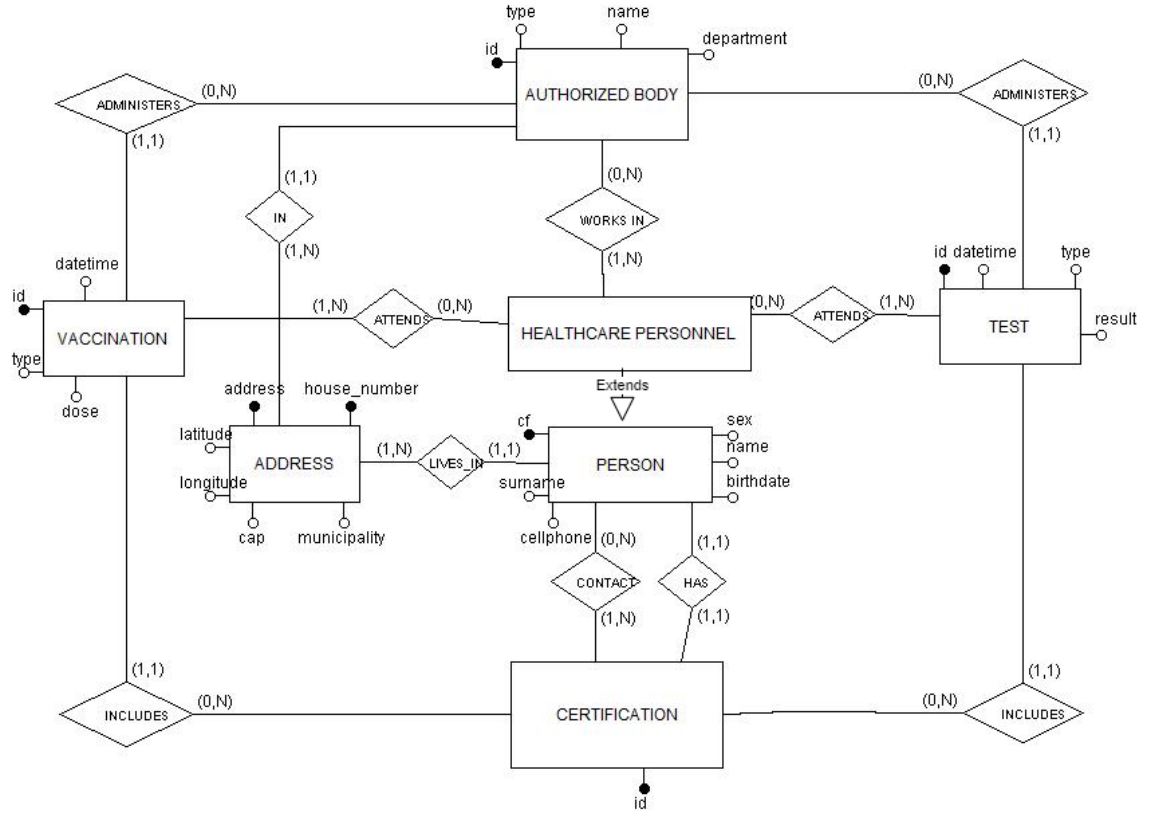 type
name
id
department
(0,N)
ADMINISTERS
AUTHORIZED BODY
(0,N)
ADMINISTERS
(1,1)
(1,1)
(1,1)
(0,N)
IN
WORKS IN
(1,N)
(1,N)
datetime
id datetime
type
id
(1,N)
(0,N)
(0,N)
(1,N)
ATTENDS
ATTENDS
VACCINATION
HEALTHCARE PERSONNEL
TEST
result
type
dose
address
house_number
Extends
cf
sex
latitude
name
(1,N)
(1,1)
ADDRESS
LIVES_IN
PERSON
longitude
surname
birthdate
cap
municipality
cellphone
(0,N)
(1,1)
CONTACT
HAS
(1,N)
(1,1)
(1,1)
(1,1)
(0,N)
(0,N)
INCLUDES
CERTIFICATION
INCLUDES
id